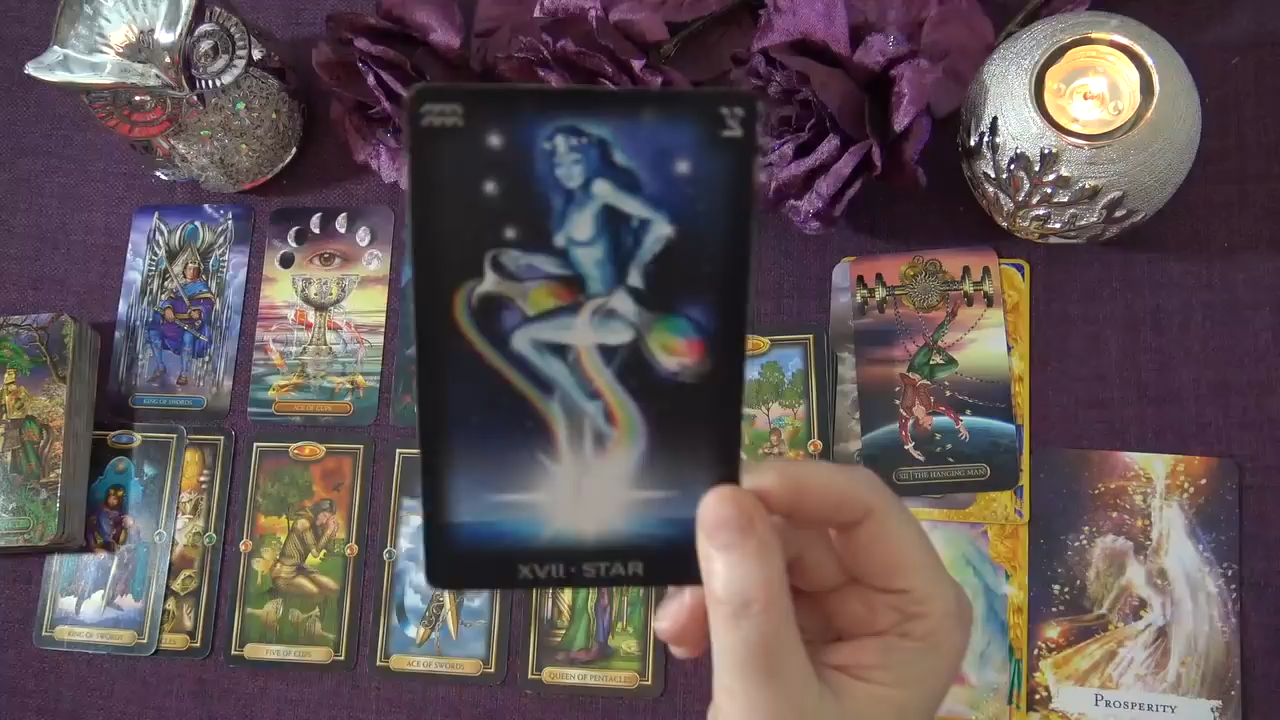 XVII · STAR
KING OF SWORDS
ACE OF CUPS
XII THE HANGING MAN
KING OF SWORDS
CLES
FIVE OF CUPS
ACE OF SWORDS
QUEEN OF PENTACLES
PROSPERITY